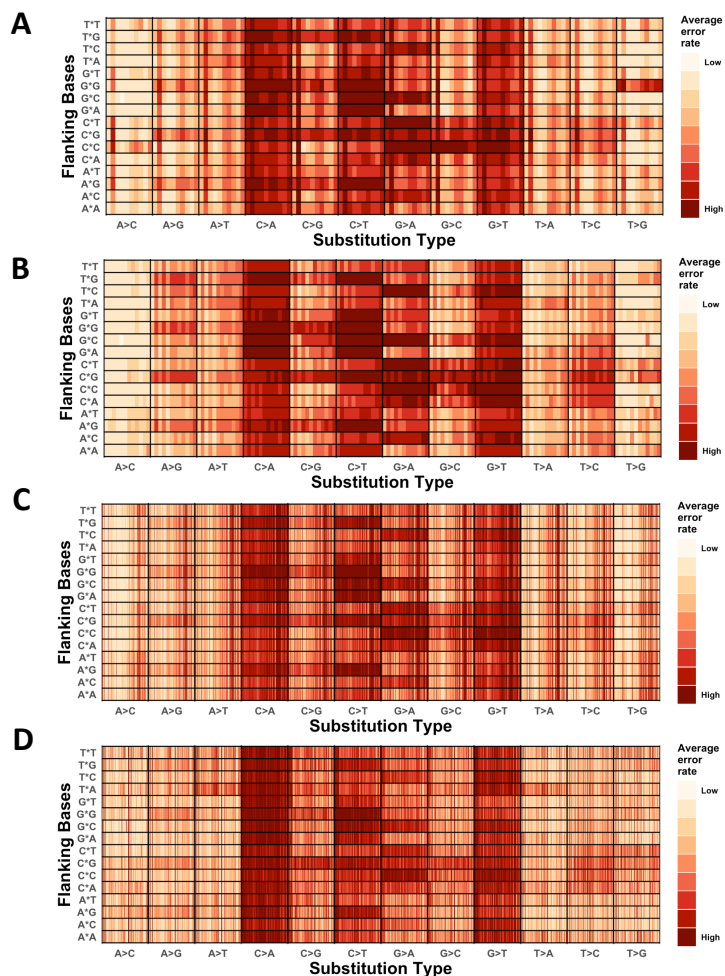 A
T*T
T*G
T*C
T*A
G*T
G*G
G*C
G*A
C*T
C*G
C*C
C*A
A*T
A*G
A*C
A*A
Flanking Bases
A>C A>G A>T C>A C>G C>T G>A G>C G>T T>A T>C T>G
Substitution Type
Average
error
rate
Low
High
B
T*T
T*G
T*C
T*A
G*T
G*G
G*C
G*A
C*T
C*G
C*C
C*A
A*T
A*G
A*C
A*A
Flanking Bases
A>C A>G A>T C>A C>G C>T G>A G>C G>T T>A T>C T>G
Substitution Type
Average
error
rate
Low
High
C
T*T
T*G
T*C
T*A
G*T
G*G
G*C
G*A
C*T
C*G
C*C
C*A
A*T
A*G
A*C
A*A
Flanking Bases
A>C A>G A>T C>A C>G C>T G>A G>C G>T T>A T>C T>G
Substitution Type
Average
error
rate
Low
High
D
T*T
T*G
T*C
T*A
G*T
G*G
G*C
G*A
C*T
C*G
C*C
C*A
A*T
A*G
A*C
A*A
Flanking Bases
A>C A>G A>T C>A C>G C>T G>A G>C G>T T>A T>C T>G
Substitution Type
Average
error
rate
Low
High